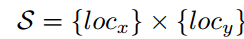 𝒮 = {loc_x} × {loc_y}